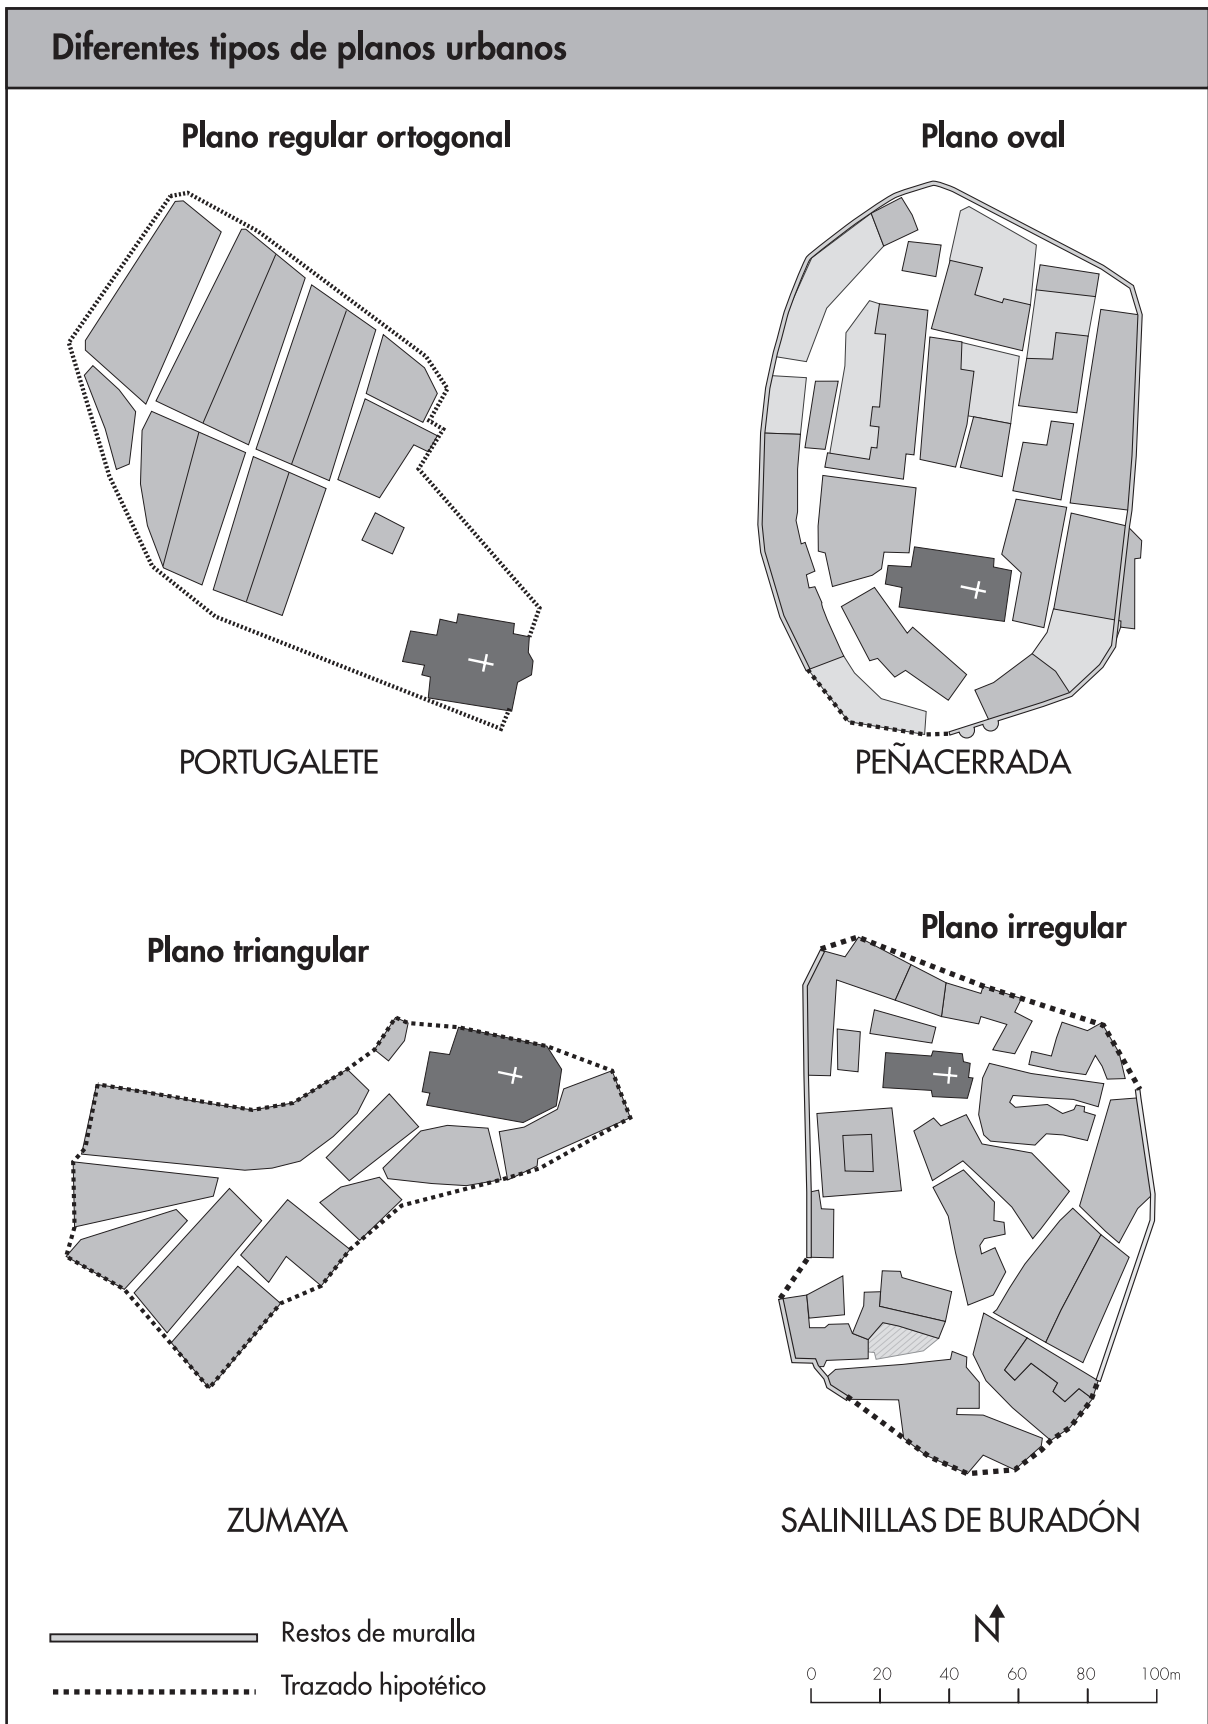 Diferentes tipos de planos urbanos
Plano regular ortogonal
Plano oval
PORTUGALETE
PEÑACERRADA
Plano triangular
Plano irregular
ZUMAYA
SALINILLAS DE BURADÓN
Restos de muralla
Trazado hipotético
N
0 20 40 60 80 100m